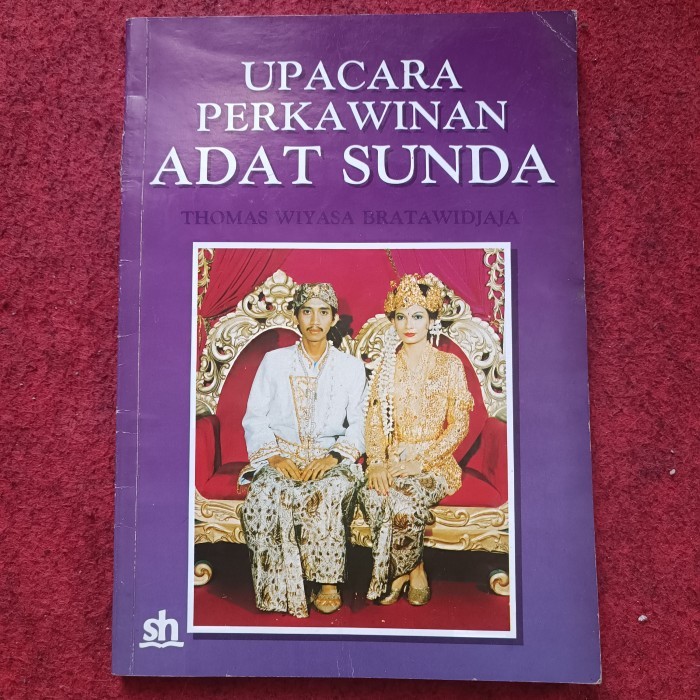 UPACARA
PERKAWINAN
ADAT SUNDA
THOMAS WIYASA BRATAWIDJAJA
sh